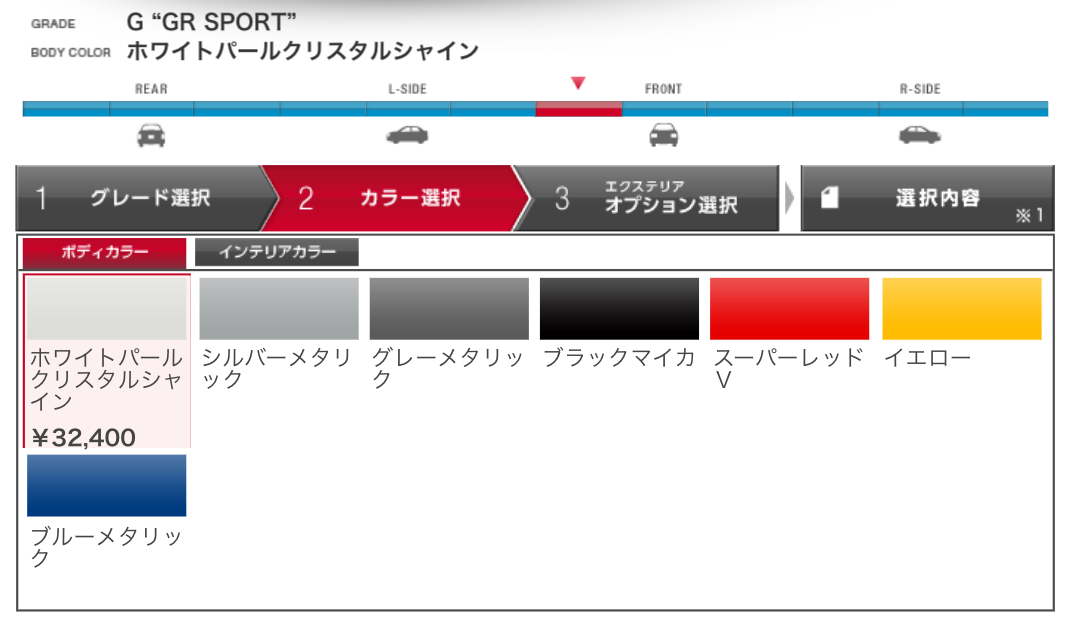 GRADE G “GR SPORT”
BODY COLOR ホワイトパールクリスタルシャイン
REAR L-SIDE FRONT R-SIDE
1 グレード選択
2 カラー選択
3 エクステリア
オプション選択
選択内容
※1
ボディカラー インテリアカラー
ホワイトパール
クリスタルシャ
イン
¥32,400
シルバーメタリ
ック
グレーメタリッ
ク
ブラックマイカ
スーパーレッド
V
イエロー
ブルーメタリッ
ク